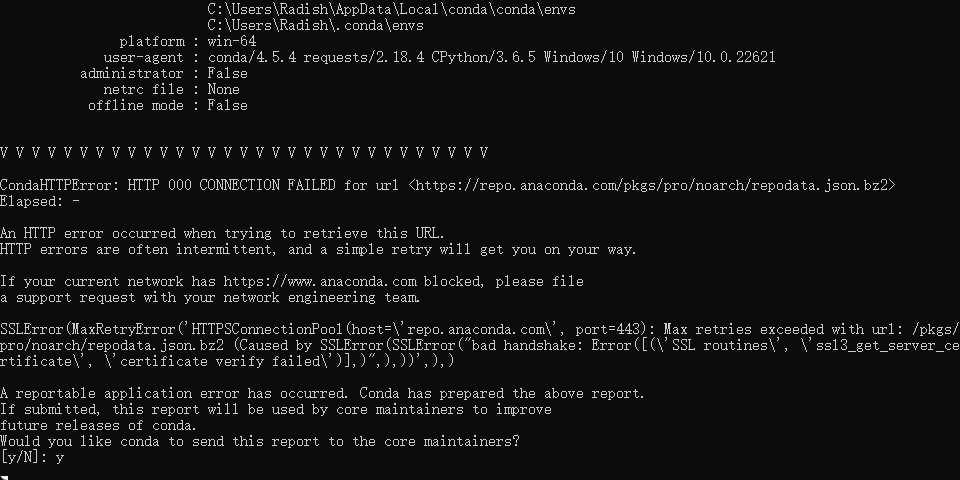 C:\Users\Radish\AppData\Local\conda\conda\envs
C:\Users\Radish\.conda\envs
platform : win-64
user-agent : conda/4.5.4 requests/2.18.4 CPython/3.6.5 Windows/10 Windows/10.0.22621
administrator : False
netrc file : None
offline mode : False
V V V V V V V V V V V V V V V V V V V V V V V V V V V V V V V
CondaHTTPError: HTTP 000 CONNECTION FAILED for url <https://repo.anaconda.com/pkgs/pro/noarch/repodata.json.bz2>
Elapsed: -
An HTTP error occurred when trying to retrieve this URL.
HTTP errors are often intermittent, and a simple retry will get you on your way.
If your current network has https://www.anaconda.com blocked, please file
a support request with your network engineering team.
SSLError(MaxRetryError('HTTPSConnectionPool(host=\'repo.anaconda.com\', port=443): Max retries exceeded with url: /pkgs/
pro/noarch/repodata.json.bz2 (Caused by SSLError(SSLError("bad handshake: Error([(\'SSL routines\', \'ssl3_get_server_ce
rtificate\', \'certificate verify failed\')],)",),))',),)
A reportable application error has occurred. Conda has prepared the above report.
If submitted, this report will be used by core maintainers to improve
future releases of conda.
Would you like conda to send this report to the core maintainers?
[y/N]: y